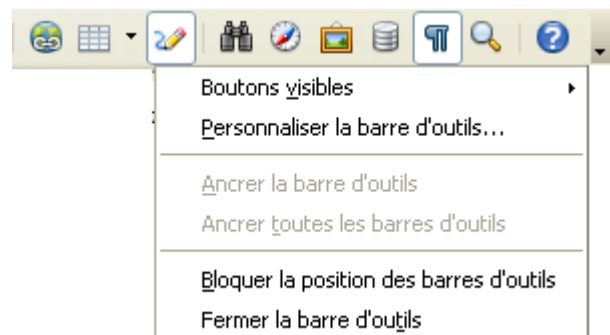 Boutons visibles
Personnaliser la barre d'outils...
Ancrer la barre d'outils
Ancrer toutes les barres d'outils
Bloquer la position des barres d'outils
Fermer la barre d'outils